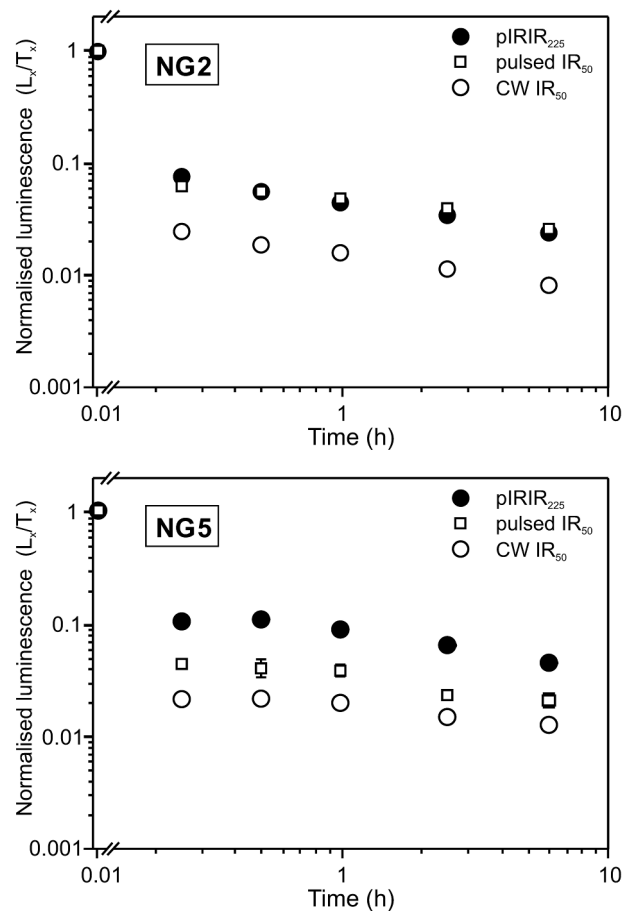 Normalised luminescence (Lₓ/Tₓ)
1
0.1
0.01
0.001
NG2
pIRIR₂₂₅
pulsed IR₅₀
CW IR₅₀
0.01 1 10
Time (h)
Normalised luminescence (Lₓ/Tₓ)
1
0.1
0.01
0.001
NG5
pIRIR₂₂₅
pulsed IR₅₀
CW IR₅₀
0.01 1 10
Time (h)